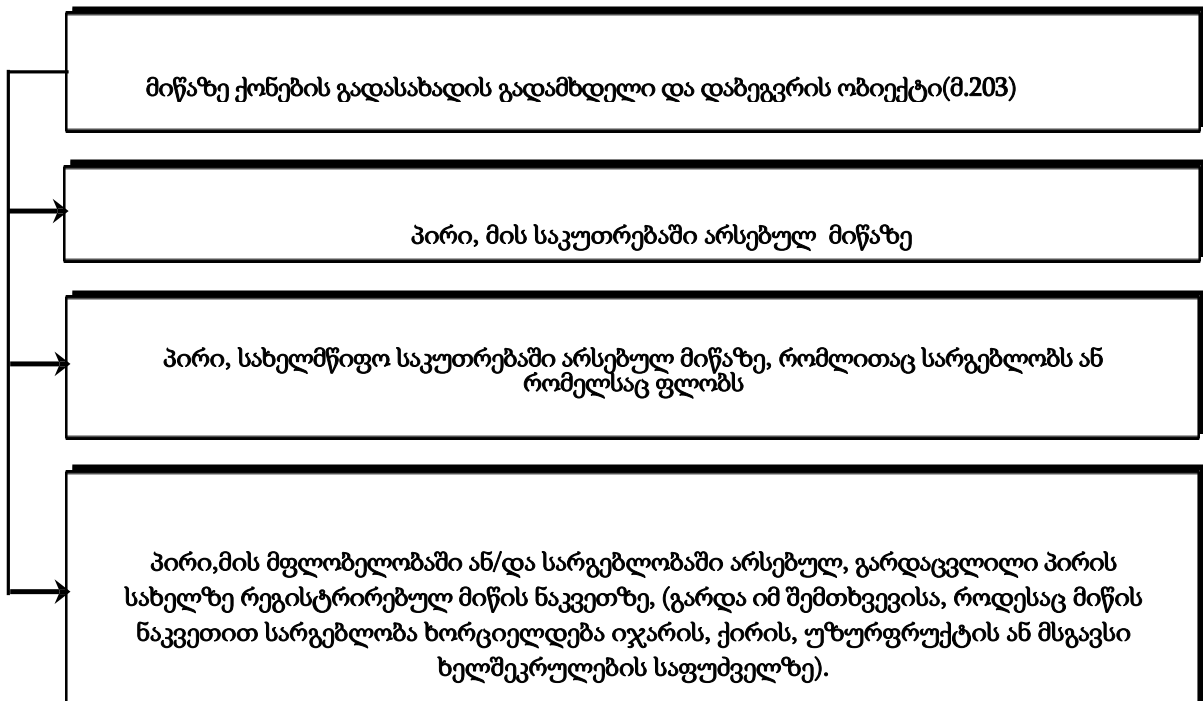 მიწაზე ქონების გადასახადის გადამხდელი და დაბეგვრის ობიექტი(მ.203)
პირი, მის საკუთრებაში არსებულ მიწაზე
პირი, სახელმწიფო საკუთრებაში არსებულ მიწაზე, რომლითაც სარგებლობს ან
რომელსაც ფლობს
პირი,მის მფლობელობაში ან/და სარგებლობაში არსებულ, გარდაცვლილი პირის
სახელზე რეგისტრირებულ მიწის ნაკვეთზე, (გარდა იმ შემთხვევისა, როდესაც მიწის
ნაკვეთით სარგებლობა ხორციელდება იჯარის, ქირის, უზურფრუქტის ან მსგავსი
ხელშეკრულების საფუძველზე).